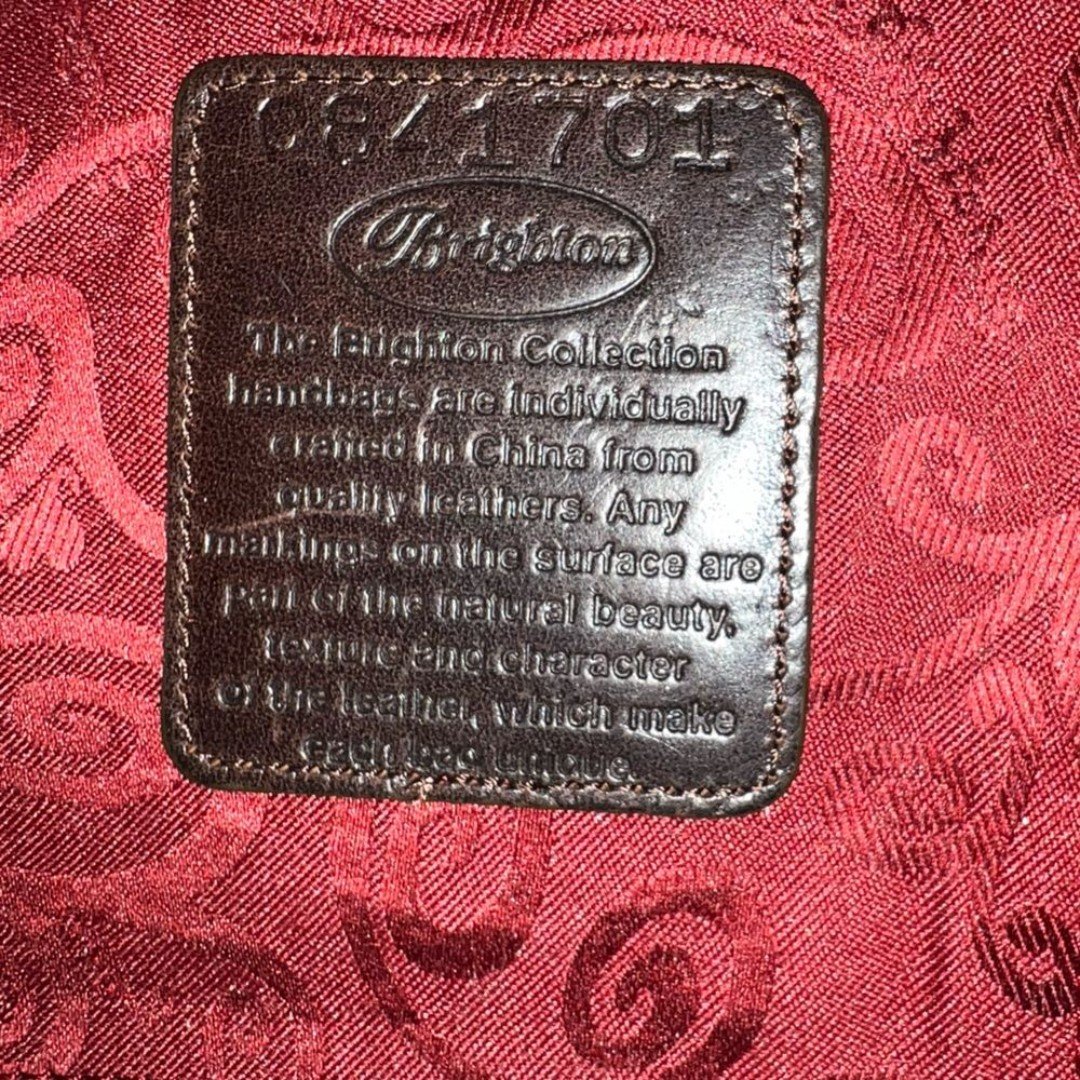 0841701
Brighton
The Brighton Collection
handbags are individually
crafted in China from
quality leathers. Any
markings on the surface are
part of the natural beauty,
texture and character
of the leather, which make
each bag unique.